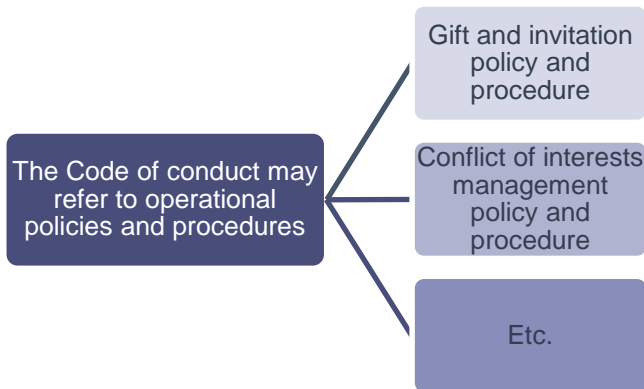 The Code of conduct may
refer to operational
policies and procedures
Gift and invitation
policy and
procedure
Conflict of interests
management
policy and
procedure
Etc.